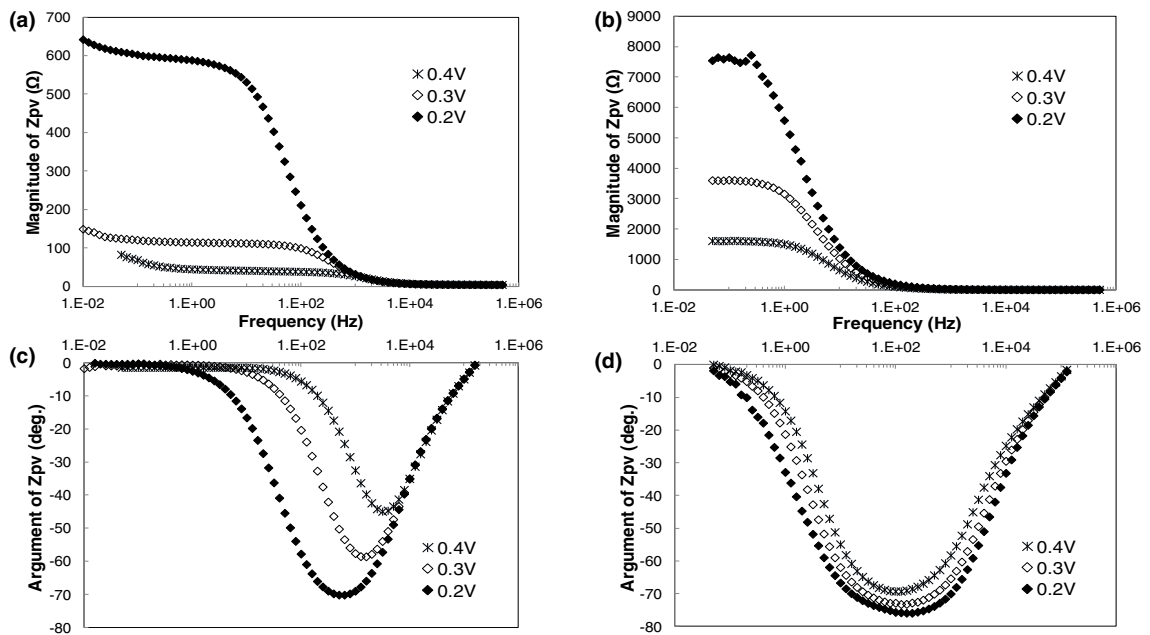 (a)
700
600
500
400
300
200
100
0
Magnitude of Zpv (Ω)
0.4V
0.3V
0.2V
1.E-02 1.E+00 1.E+02 1.E+04 1.E+06
Frequency (Hz)
(b)
9000
8000
7000
6000
5000
4000
3000
2000
1000
0
Magnitude of Zpv (Ω)
0.4V
0.3V
0.2V
1.E-02 1.E+00 1.E+02 1.E+04 1.E+06
Frequency (Hz)
(c)
1.E-02 1.E+00 1.E+02 1.E+04 1.E+06
0
-10
-20
-30
-40
-50
-60
-70
-80
Argument of Zpv (deg.)
0.4V
0.3V
0.2V
(d)
1.E-02 1.E+00 1.E+02 1.E+04 1.E+06
0
-10
-20
-30
-40
-50
-60
-70
-80
Argument of Zpv (deg.)
0.4V
0.3V
0.2V